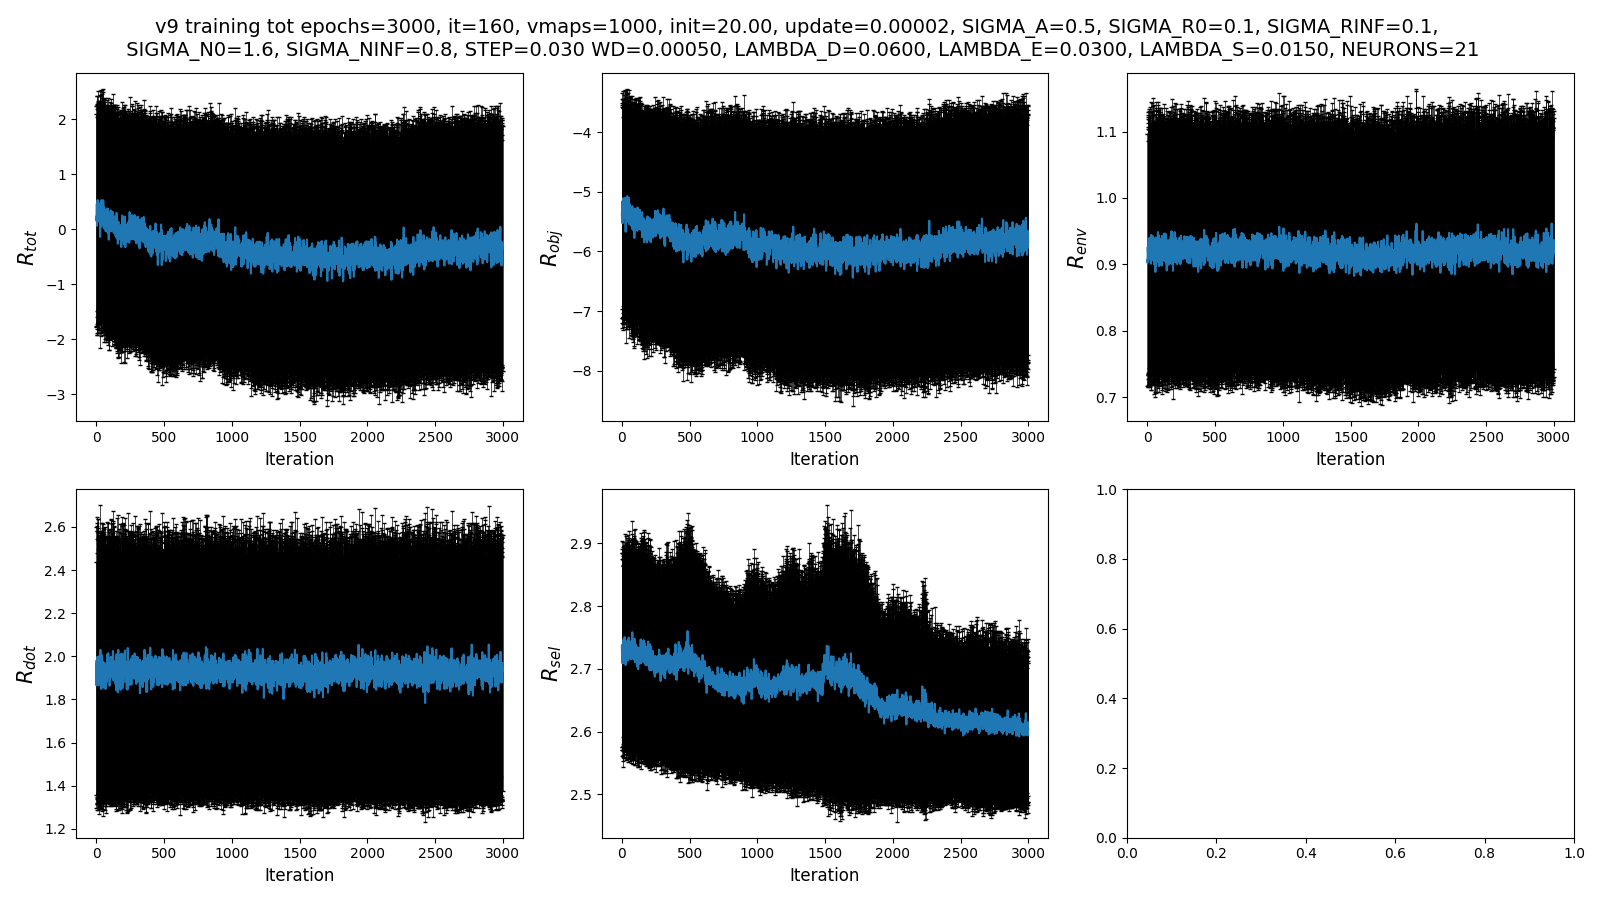 v9 training tot epochs=3000, it=160, vmaps=1000, init=20.00, update=0.00002, SIGMA_A=0.5, SIGMA_R0=0.1, SIGMA_RINF=0.1,
SIGMA_N0=1.6, SIGMA_NINF=0.8, STEP=0.030 WD=0.00050, LAMBDA_D=0.0600, LAMBDA_E=0.0300, LAMBDA_S=0.0150, NEURONS=21
2
1
0
−1
−2
−3
R_tot
0 500 1000 1500 2000 2500 3000
Iteration
−4
−5
−6
−7
−8
R_obj
0 500 1000 1500 2000 2500 3000
Iteration
1.1
1.0
0.9
0.8
0.7
R_env
0 500 1000 1500 2000 2500 3000
Iteration
2.6
2.4
2.2
2.0
1.8
1.6
1.4
1.2
R_dot
0 500 1000 1500 2000 2500 3000
Iteration
2.9
2.8
2.7
2.6
2.5
R_sel
0 500 1000 1500 2000 2500 3000
Iteration
1.0
0.8
0.6
0.4
0.2
0.0
0.0 0.2 0.4 0.6 0.8 1.0